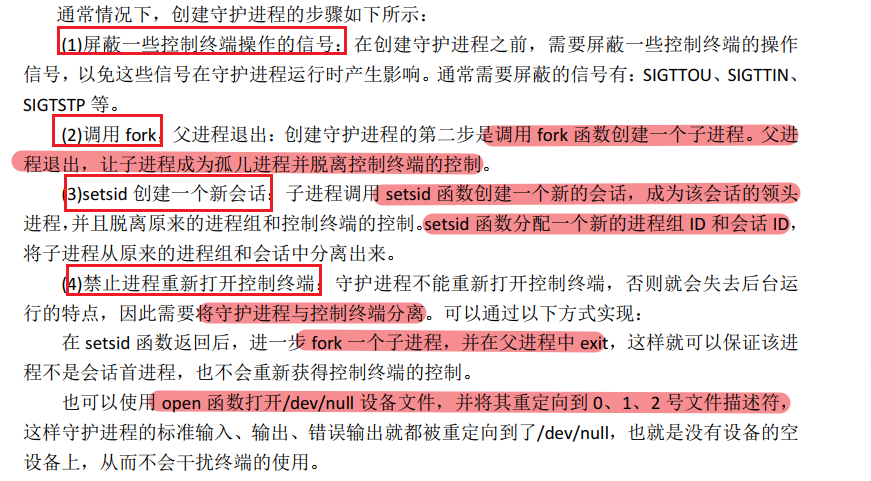 通常情况下，创建守护进程的步骤如下所示：
(1)屏蔽一些控制终端操作的信号：在创建守护进程之前，需要屏蔽一些控制终端的操作
信号，以免这些信号在守护进程运行时产生影响。通常需要屏蔽的信号有：SIGTTOU、SIGTTIN、
SIGTSTP 等。
(2)调用 fork，父进程退出：创建守护进程的第二步是调用 fork 函数创建一个子进程。父进
程退出，让子进程成为孤儿进程并脱离控制终端的控制。
(3)setsid 创建一个新会话：子进程调用 setsid 函数创建一个新的会话，成为该会话的领头
进程，并且脱离原来的进程组和控制终端的控制。setsid 函数分配一个新的进程组 ID 和会话 ID，
将子进程从原来的进程组和会话中分离出来。
(4)禁止进程重新打开控制终端：守护进程不能重新打开控制终端，否则就会失去后台运
行的特点，因此需要将守护进程与控制终端分离。可以通过以下方式实现：
在 setsid 函数返回后，进一步 fork 一个子进程，并在父进程中 exit，这样就可以保证该进
程不是会话首进程，也不会重新获得控制终端的控制。
也可以使用 open 函数打开/dev/null 设备文件，并将其重定向到 0、1、2 号文件描述符，
这样守护进程的标准输入、输出、错误输出就都被重定向到了/dev/null，也就是没有设备的空
设备上，从而不会干扰终端的使用。